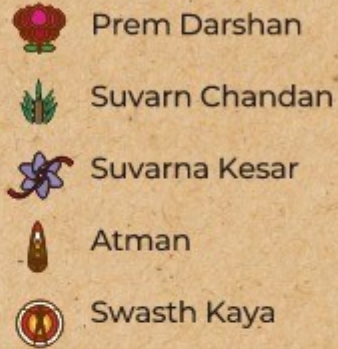 Prem Darshan
Suvarn Chandan
Suvarna Kesar
Atman
Swasth Kaya